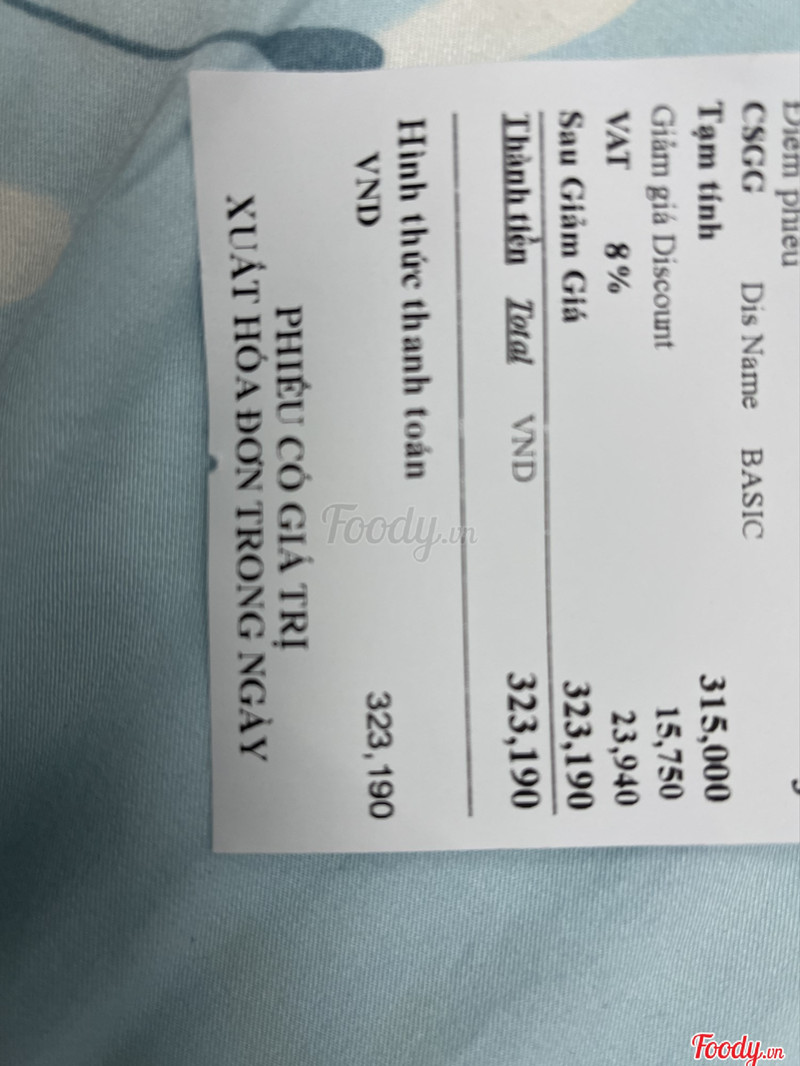 Điểm phiếu
CSGG Dis Name BASIC
Tạm tính 315,000
Giảm giá Discount 15,750
VAT 8% 23,940
Sau Giảm Giá 323,190
Thành tiền Total VND 323,190
Hình thức thanh toán
VND 323,190
PHIẾU CÓ GIÁ TRỊ
XUẤT HÓA ĐƠN TRONG NGÀY
Foody.vn
Foody.vn